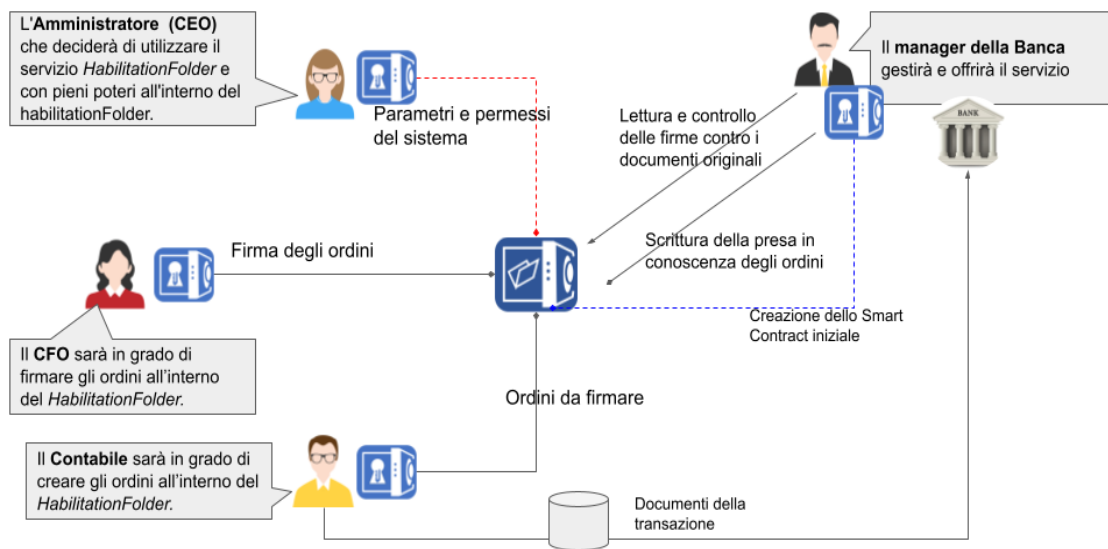 L'Amministratore (CEO)
che deciderà di utilizzare il
servizio HabilitationFolder e
con pieni poteri all'interno del
habilitationFolder.
Parametri e permessi
del sistema
Il manager della Banca
gestirà e offrirà il servizio
BANK
Lettura e controllo
delle firme contro i
documenti originali
Firma degli ordini
Scrittura della presa in
conoscenza degli ordini
Creazione dello Smart
Contract iniziale
Il CFO sarà in grado di
firmare gli ordini all'interno
del HabilitationFolder.
Ordini da firmare
Il Contabile sarà in grado di
creare gli ordini all'interno del
HabilitationFolder.
Documenti della
transazione